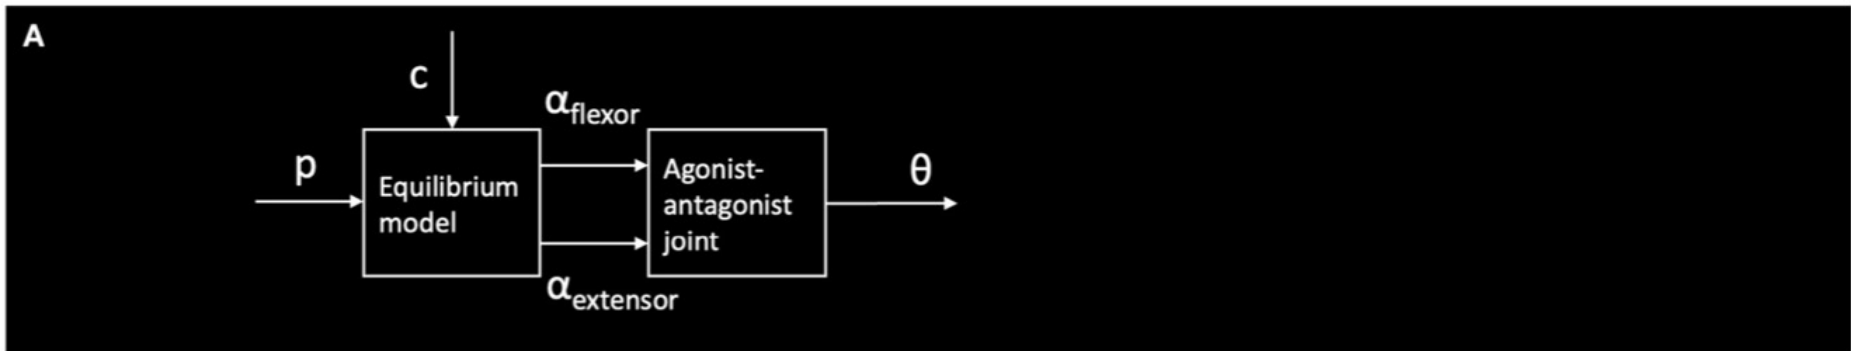 A
c
αflexor
p
Equilibrium
model
Agonist-
antagonist
joint
θ
αextensor